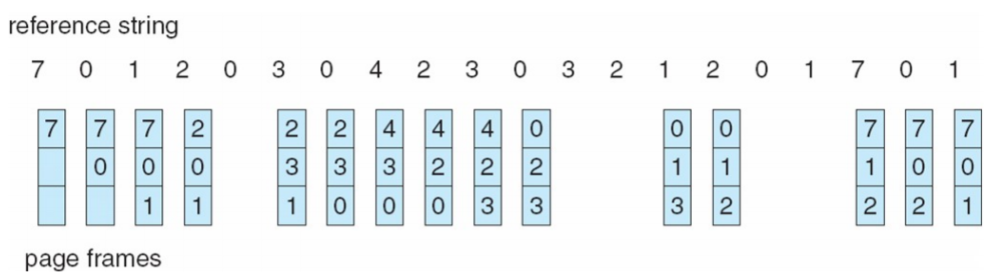 reference string
7 0 1 2 0 3 0 4 2 3 0 3 2 1 2 0 1 7 0 1
7 7 7 2 2 2 4 4 4 0 0 0 7 7 7
0 0 0 3 3 3 2 2 2 1 1 1 0 0
1 1 1 0 0 0 3 3 3 2 2 2 1
page frames